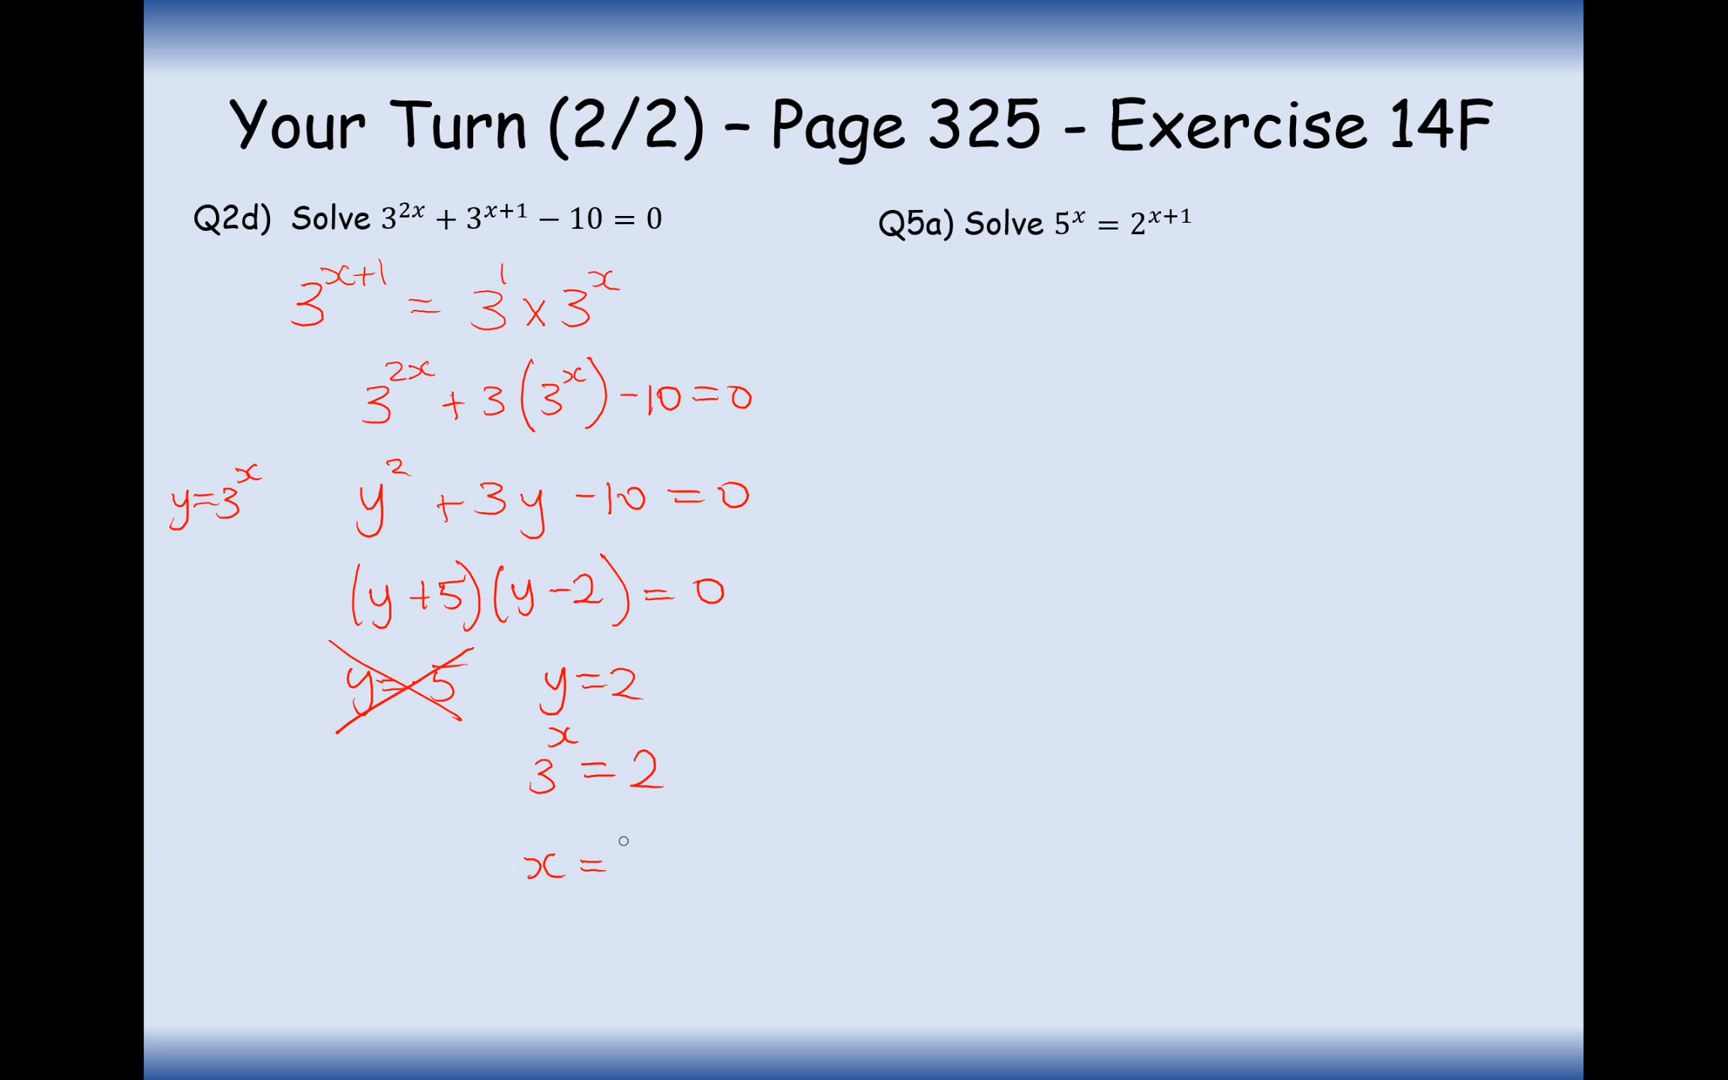 Your Turn (2/2) – Page 325 - Exercise 14F
Q2d) Solve 3^{2x} + 3^{x+1} − 10 = 0
3^{x+1} = 3^1 × 3^x
3^{2x} + 3(3^x) - 10 = 0
y = 3^x
y^2 + 3y - 10 = 0
(y + 5)(y - 2) = 0
y = -5 y = 2
3^x = 2
x =
Q5a) Solve 5^x = 2^{x+1}